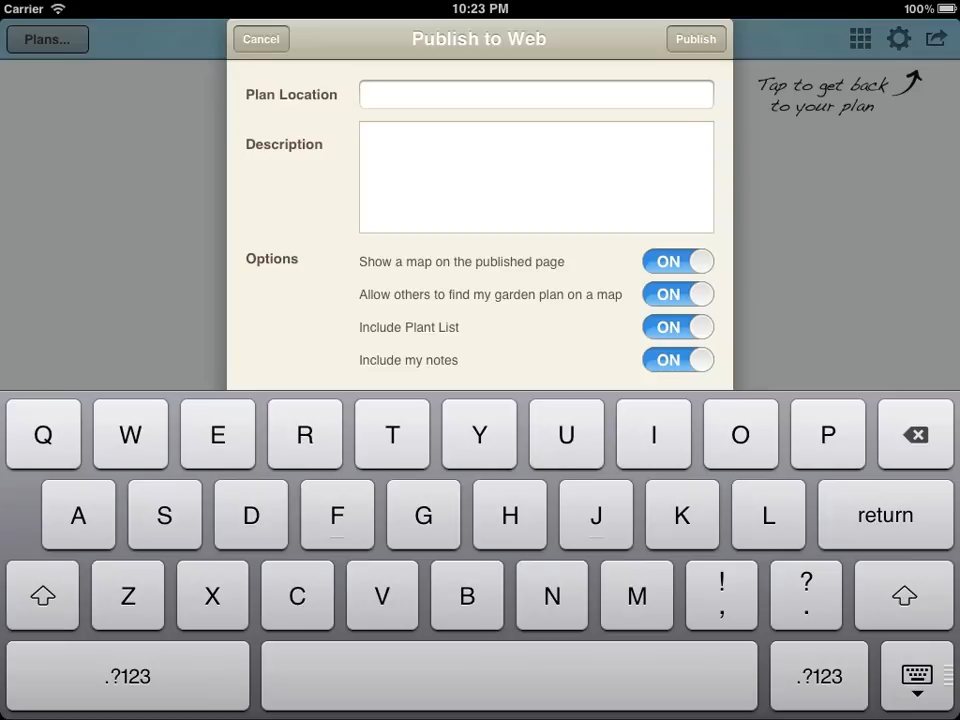 Carrier 10:23 PM 100%
Plans... Cancel Publish to Web Publish
Tap to get back
to your plan
Plan Location
Description
Options
Show a map on the published page ON
Allow others to find my garden plan on a map ON
Include Plant List ON
Include my notes ON
Q W E R T Y U I O P
A S D F G H J K L return
Z X C V B N M ! , ? .
.?123 .?123